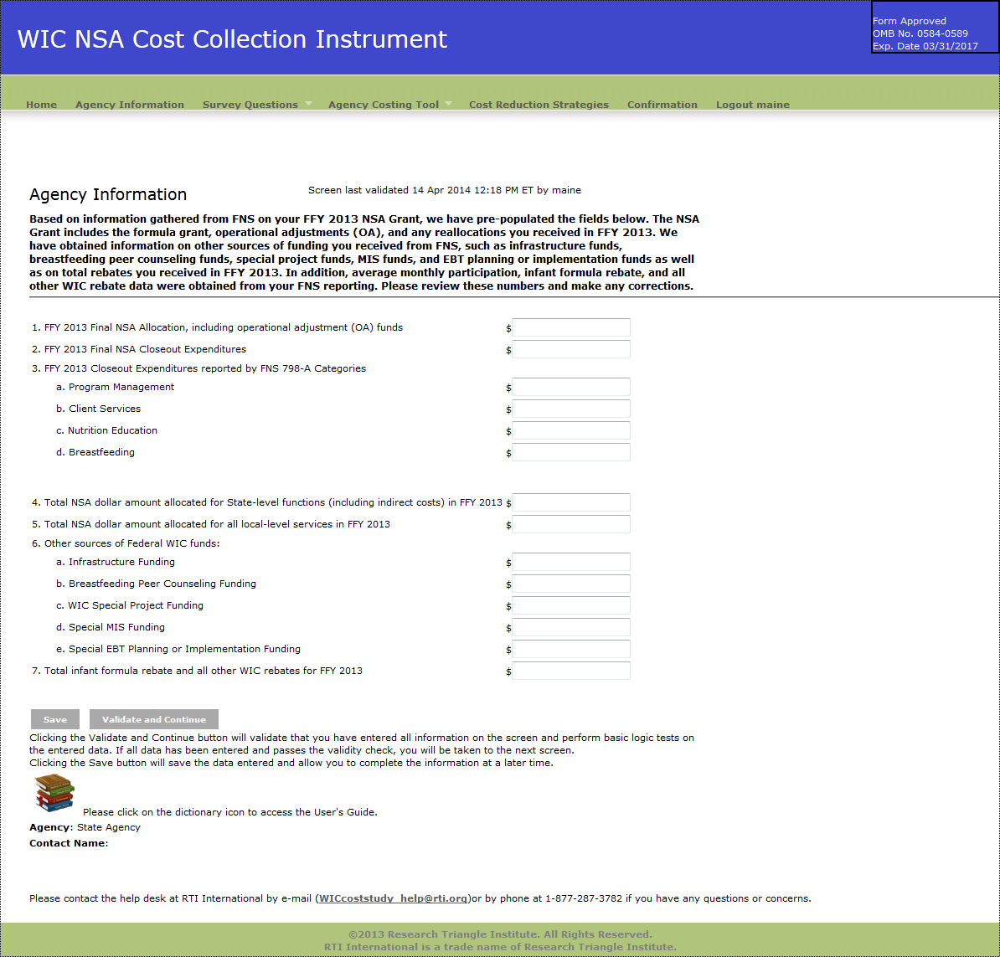 WIC NSA Cost Collection Instrument
Form Approved
OMB No. 0584-0589
Exp. Date 03/31/2017
Home Agency Information Survey Questions Agency Costing Tool Cost Reduction Strategies Confirmation Logout maine
Agency Information
Screen last validated 14 Apr 2014 12:18 PM ET by maine
Based on information gathered from FNS on your FFY 2013 NSA Grant, we have pre-populated the fields below. The NSA
Grant includes the formula grant, operational adjustments (OA), and any reallocations you received in FFY 2013. We
have obtained information on other sources of funding you received from FNS, such as infrastructure funds,
breastfeeding peer counseling funds, special project funds, MIS funds, and EBT planning or implementation funds as well
as on total rebates you received in FFY 2013. In addition, average monthly participation, infant formula rebate, and all
other WIC rebate data were obtained from your FNS reporting. Please review these numbers and make any corrections.
1. FFY 2013 Final NSA Allocation, including operational adjustment (OA) funds $
2. FFY 2013 Final NSA Closeout Expenditures $
3. FFY 2013 Closeout Expenditures reported by FNS 798-A Categories
a. Program Management $
b. Client Services $
c. Nutrition Education $
d. Breastfeeding $
4. Total NSA dollar amount allocated for State-level functions (including indirect costs) in FFY 2013 $
5. Total NSA dollar amount allocated for all local-level services in FFY 2013 $
6. Other sources of Federal WIC funds:
a. Infrastructure Funding $
b. Breastfeeding Peer Counseling Funding $
c. WIC Special Project Funding $
d. Special MIS Funding $
e. Special EBT Planning or Implementation Funding $
7. Total infant formula rebate and all other WIC rebates for FFY 2013 $
Save Validate and Continue
Clicking the Validate and Continue button will validate that you have entered all information on the screen and perform basic logic tests on
the entered data. If all data has been entered and passes the validity check, you will be taken to the next screen.
Clicking the Save button will save the data entered and allow you to complete the information at a later time.
Please click on the dictionary icon to access the User's Guide.
Agency: State Agency
Contact Name:
Please contact the help desk at RTI International by e-mail (WICcoststudy_help@rti.org)or by phone at 1-877-287-3782 if you have any questions or concerns.
©2013 Research Triangle Institute. All Rights Reserved.
RTI International is a trade name of Research Triangle Institute.